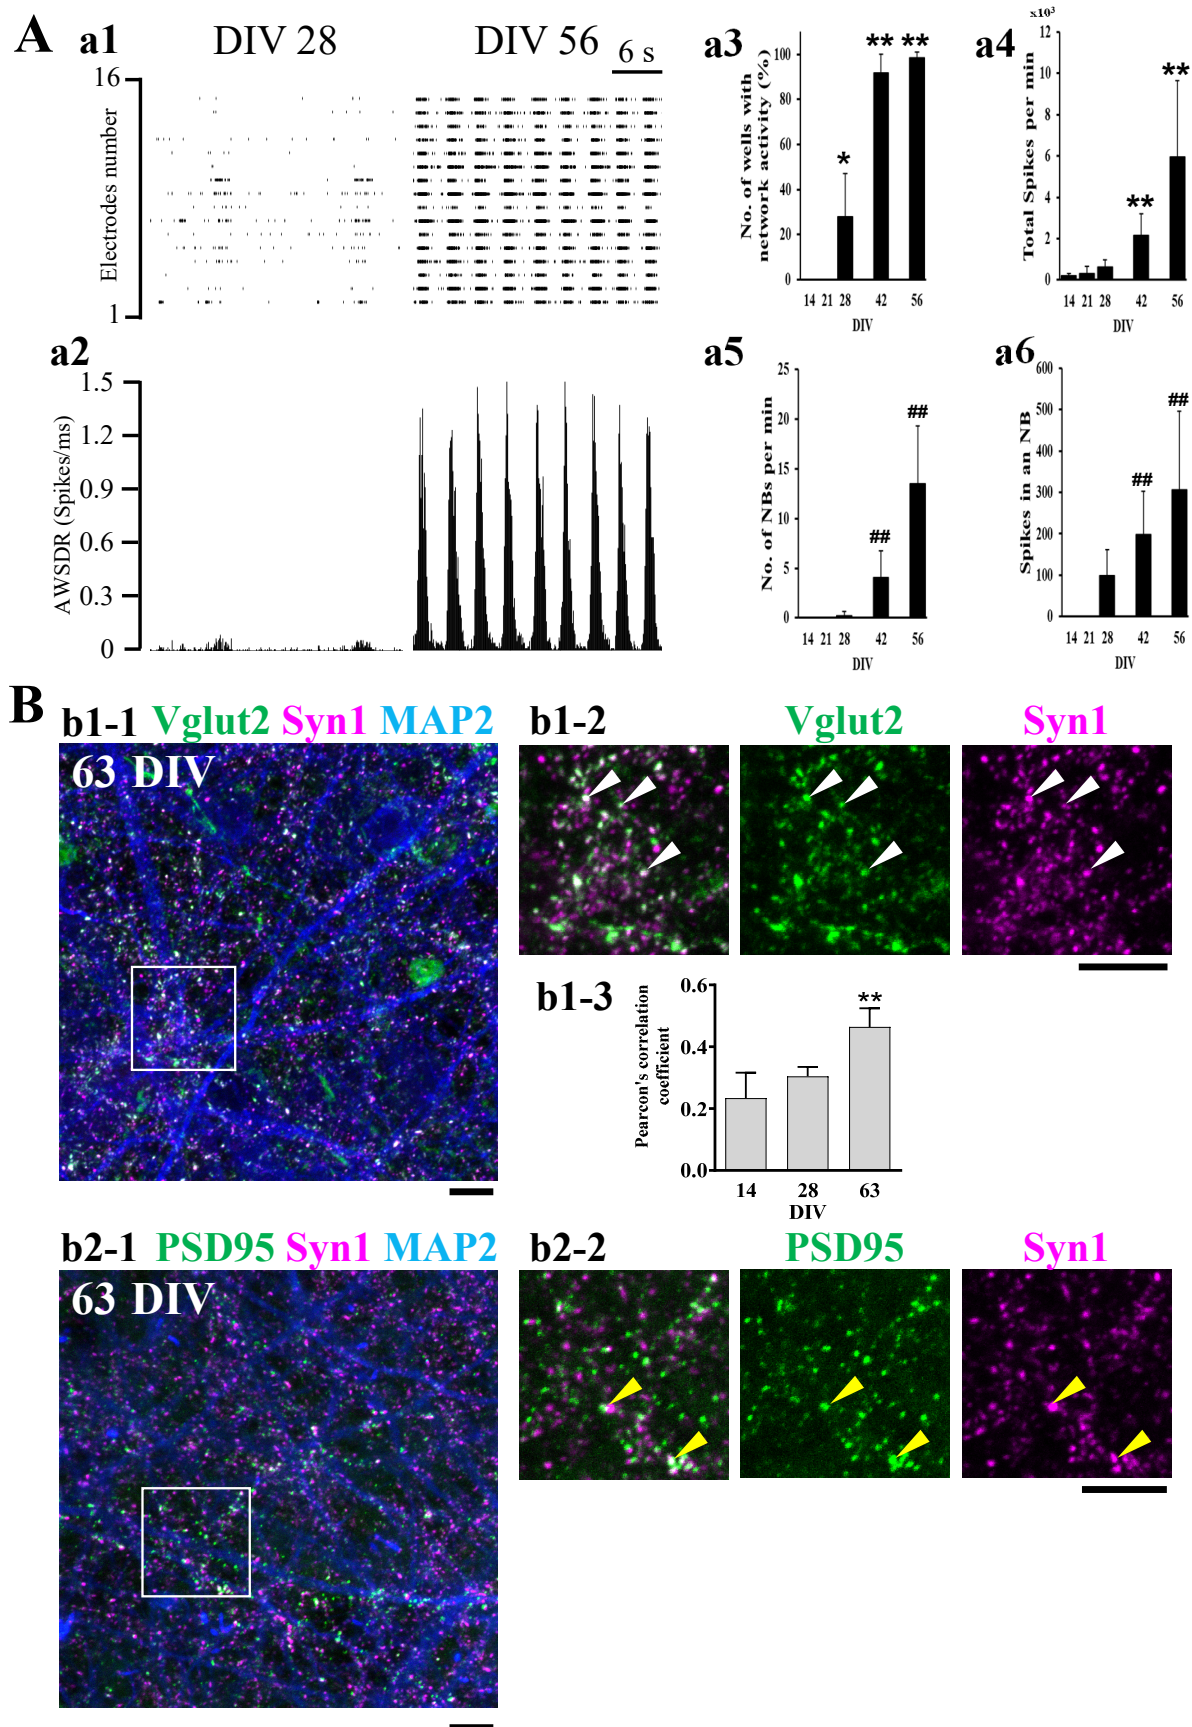 A
a1 DIV 28 DIV 56
6 s
16
Electrodes number
1
a2
AWSDR (Spikes/ms)
1.5
1.2
0.9
0.6
0.3
0
a3
No. of wells with
network activity (%)
100
80
60
40
20
0
* ** **
14 21 28 42 56
DIV
a4
x10³
Total Spikes per min
12
10
8
6
4
2
0
** **
14 21 28 42 56
DIV
a5
No. of NBs per min
25
20
15
10
5
0
## ##
14 21 28 42 56
DIV
a6
Spikes in an NB
600
500
400
300
200
100
0
## ##
14 21 28 42 56
DIV
B
b1-1 Vglut2 Syn1 MAP2
63 DIV
b1-2 Vglut2 Syn1
b1-3
Pearcon's correlation
coefficient
0.6
0.4
0.2
0.0
**
14 28 63
DIV
b2-1 PSD95 Syn1 MAP2
63 DIV
b2-2 PSD95 Syn1